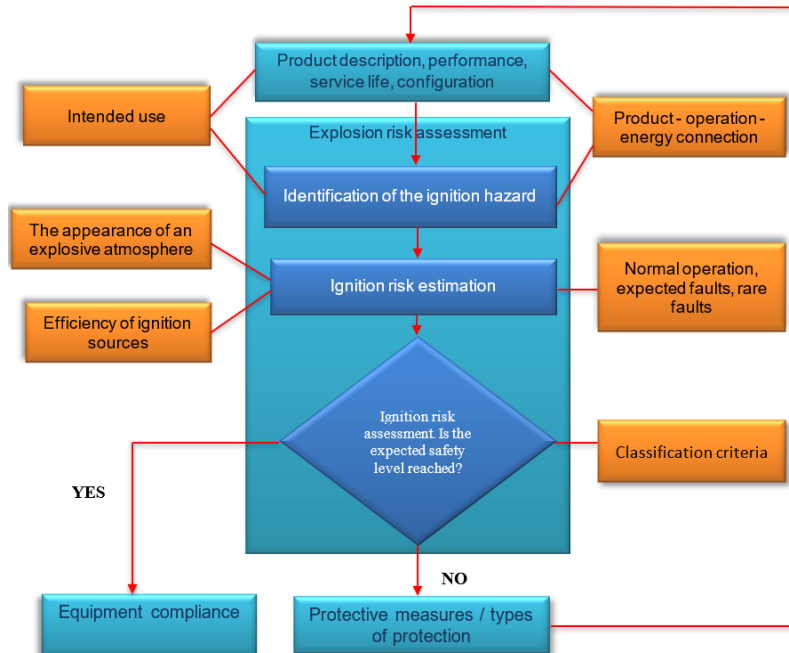 Product description, performance,
service life, configuration
Intended use
Product - operation -
energy connection
Explosion risk assessment
Identification of the ignition hazard
The appearance of an
explosive atmosphere
Ignition risk estimation
Normal operation,
expected faults, rare
faults
Efficiency of ignition
sources
Ignition risk
assessment. Is the
expected safety
level reached?
Classification criteria
YES
NO
Equipment compliance
Protective measures / types
of protection